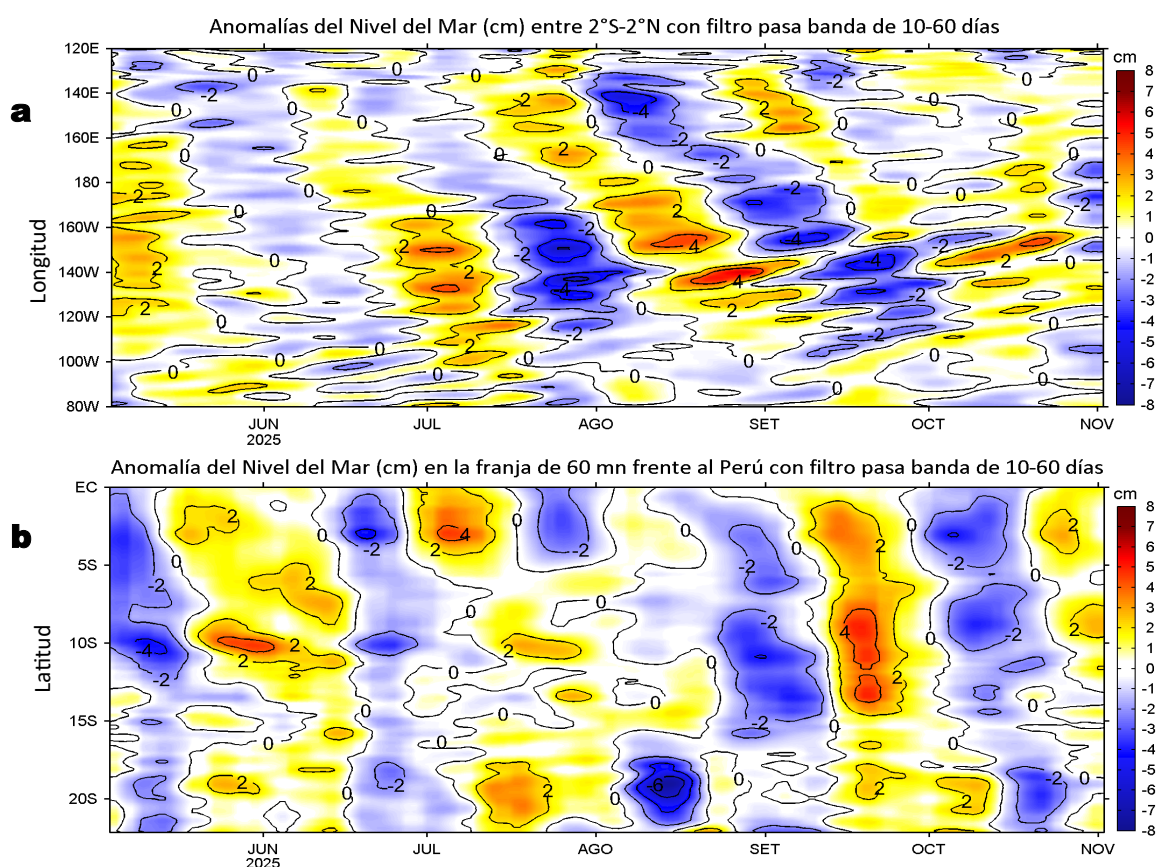 Anomalías del Nivel del Mar (cm) entre 2°S-2°N con filtro pasa banda de 10-60 días
a
cm
Longitud
120E
140E
160E
180
160W
140W
120W
100W
80W
JUN
2025
JUL
AGO
SET
OCT
NOV
8
7
6
5
4
3
2
1
0
-1
-2
-3
-4
-5
-6
-7
-8
Anomalía del Nivel del Mar (cm) en la franja de 60 mn frente al Perú con filtro pasa banda de 10-60 días
b
cm
Latitud
EC
5S
10S
15S
20S
JUN
2025
JUL
AGO
SET
OCT
NOV
8
7
6
5
4
3
2
1
0
-1
-2
-3
-4
-5
-6
-7
-8